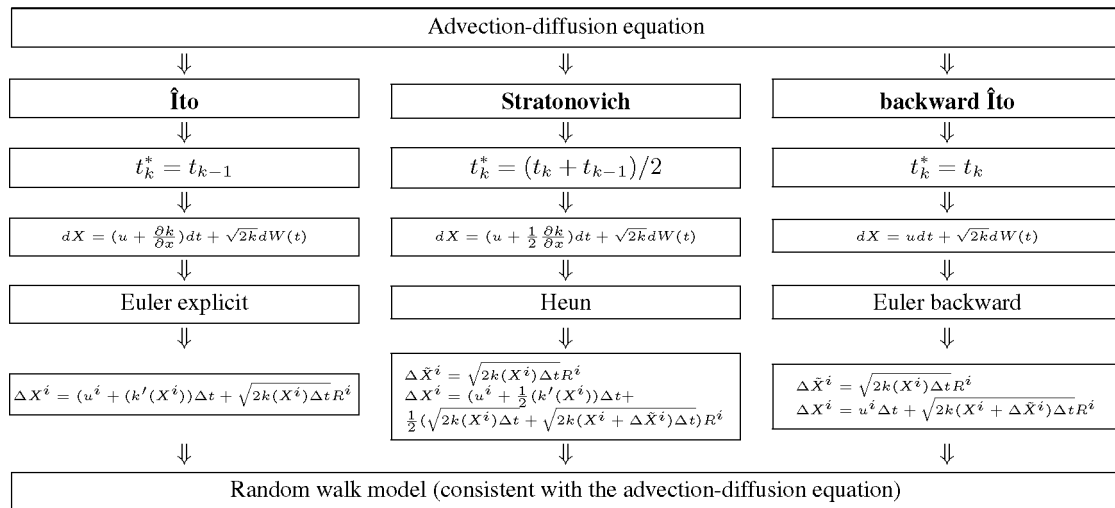 Advection-diffusion equation
⇓ ⇓ ⇓
Îto Stratonovich backward Îto
⇓ ⇓ ⇓
t*_k = t_{k−1} t*_k = (t_k + t_{k−1})/2 t*_k = t_k
⇓ ⇓ ⇓
dX = (u + ∂k/∂x)dt + √(2k)dW(t) dX = (u + 1/2 ∂k/∂x)dt + √(2k)dW(t) dX = udt + √(2k)dW(t)
⇓ ⇓ ⇓
Euler explicit Heun Euler backward
⇓ ⇓ ⇓
ΔX^i = (u^i + (k′(X^i))Δt + √(2k(X^i)Δt)R^i
ΔX̃^i = √(2k(X^i)Δt)R^i
ΔX^i = (u^i + 1/2(k′(X^i))Δt+
1/2(√(2k(X^i)Δt + √(2k(X^i + ΔX̃^i)Δt))R^i
ΔX̃^i = √(2k(X^i)Δt)R^i
ΔX^i = u^iΔt + √(2k(X^i + ΔX̃^i)Δt)R^i
⇓ ⇓ ⇓
Random walk model (consistent with the advection-diffusion equation)